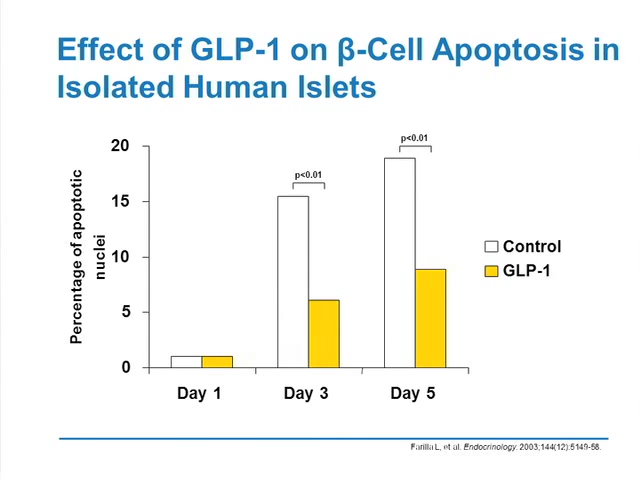 Effect of GLP-1 on β-Cell Apoptosis in
Isolated Human Islets
Percentage of apoptotic
nuclei
20
15
10
5
0
p<0.01
p<0.01
Control
GLP-1
Day 1
Day 3
Day 5
Farilla L, et al. Endocrinology. 2003;144(12):5149-58.